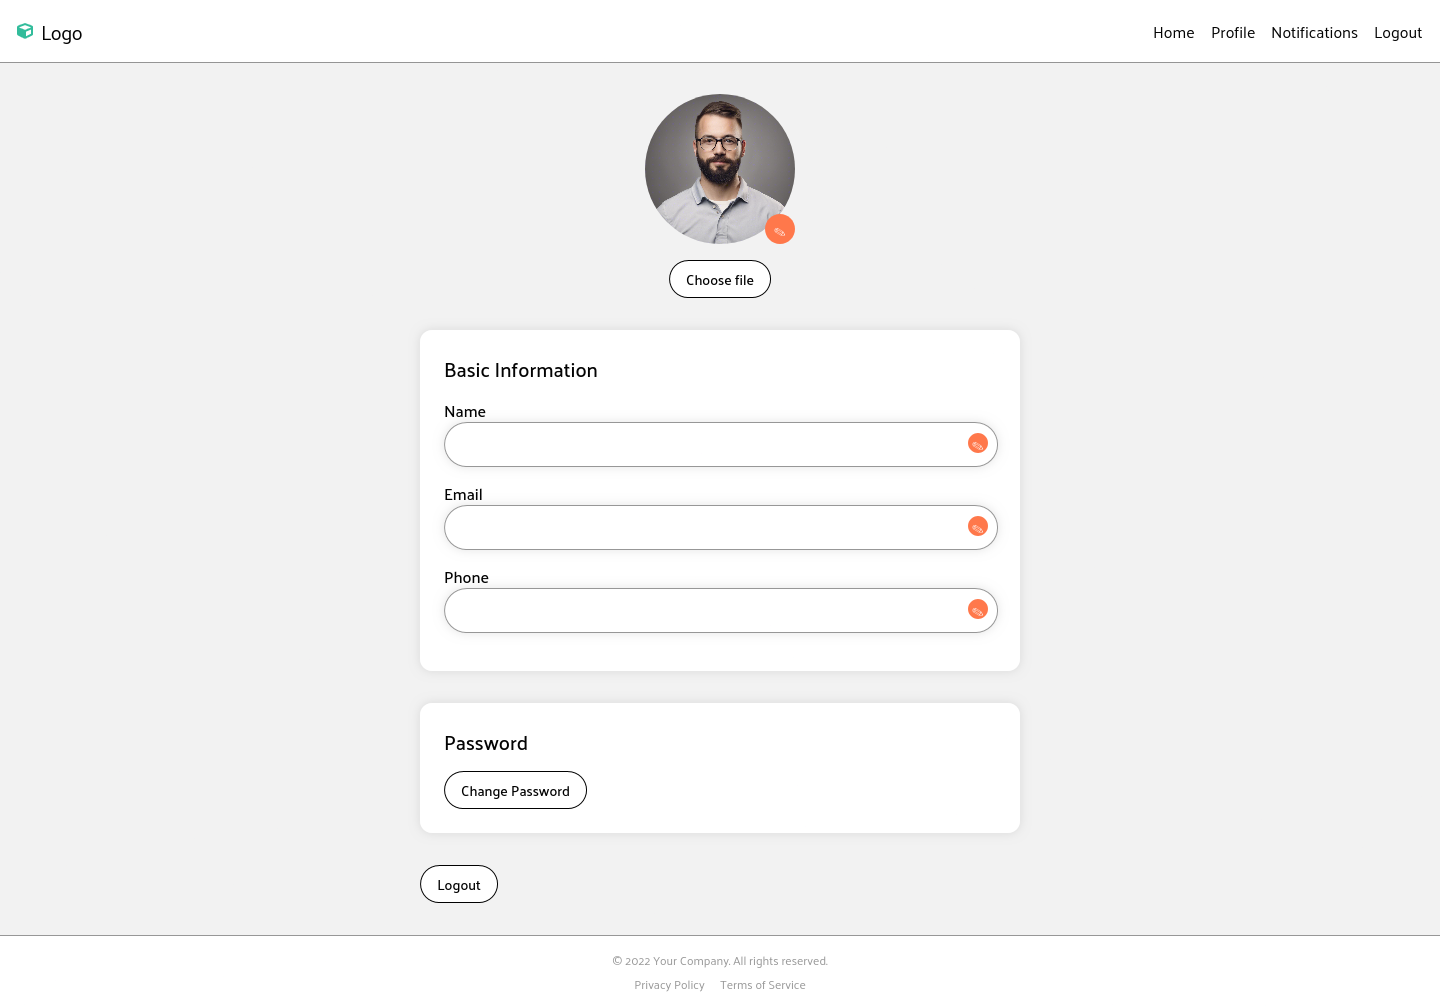 Logo
Home Profile Notifications Logout
Choose file
Basic Information
Name
Email
Phone
Password
Change Password
Logout
© 2022 Your Company. All rights reserved.
Privacy Policy Terms of Service